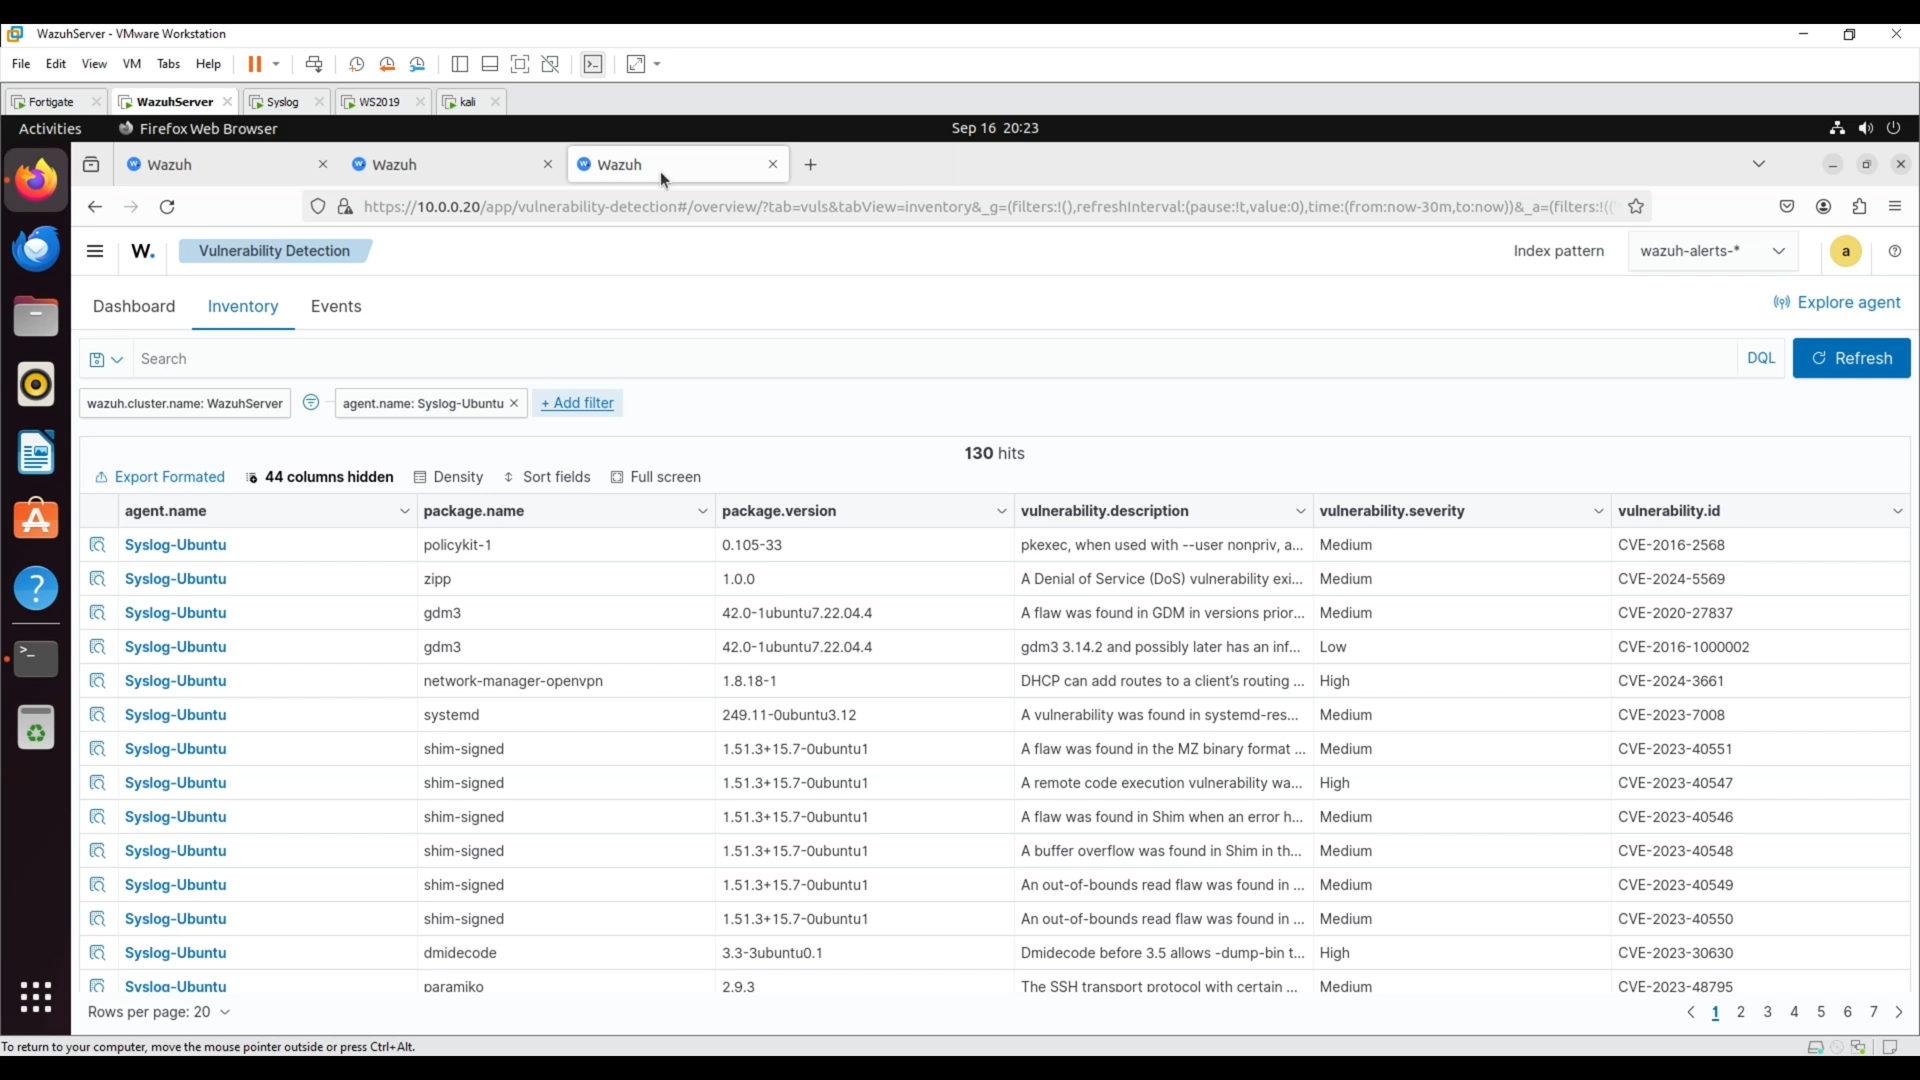 WazuhServer - VMware Workstation
File Edit View VM Tabs Help
Fortigate WazuhServer Syslog WS2019 kali
Activities Firefox Web Browser Sep 16 20:23
Wazuh Wazuh Wazuh
https://10.0.0.20/app/vulnerability-detection#/overview/?tab=vuls&tabView=inventory&_g=(filters:!(),refreshInterval:(pause:!t,value:0),time:(from:now-30m,to:now))&_a=(filters:!(('
W. Vulnerability Detection Index pattern wazuh-alerts-* a
Dashboard Inventory Events Explore agent
Search DQL Refresh
wazuh.cluster.name: WazuhServer agent.name: Syslog-Ubuntu + Add filter
130 hits
Export Formated 44 columns hidden Density Sort fields Full screen
agent.name package.name package.version vulnerability.description vulnerability.severity vulnerability.id
Syslog-Ubuntu policykit-1 0.105-33 pkexec, when used with --user nonpriv, a... Medium CVE-2016-2568
Syslog-Ubuntu zipp 1.0.0 A Denial of Service (DoS) vulnerability exi... Medium CVE-2024-5569
Syslog-Ubuntu gdm3 42.0-1ubuntu7.22.04.4 A flaw was found in GDM in versions prior... Medium CVE-2020-27837
Syslog-Ubuntu gdm3 42.0-1ubuntu7.22.04.4 gdm3 3.14.2 and possibly later has an inf... Low CVE-2016-1000002
Syslog-Ubuntu network-manager-openvpn 1.8.18-1 DHCP can add routes to a client's routing ... High CVE-2024-3661
Syslog-Ubuntu systemd 249.11-0ubuntu3.12 A vulnerability was found in systemd-res... Medium CVE-2023-7008
Syslog-Ubuntu shim-signed 1.51.3+15.7-0ubuntu1 A flaw was found in the MZ binary format ... Medium CVE-2023-40551
Syslog-Ubuntu shim-signed 1.51.3+15.7-0ubuntu1 A remote code execution vulnerability wa... High CVE-2023-40547
Syslog-Ubuntu shim-signed 1.51.3+15.7-0ubuntu1 A flaw was found in Shim when an error h... Medium CVE-2023-40546
Syslog-Ubuntu shim-signed 1.51.3+15.7-0ubuntu1 A buffer overflow was found in Shim in th... Medium CVE-2023-40548
Syslog-Ubuntu shim-signed 1.51.3+15.7-0ubuntu1 An out-of-bounds read flaw was found in ... Medium CVE-2023-40549
Syslog-Ubuntu shim-signed 1.51.3+15.7-0ubuntu1 An out-of-bounds read flaw was found in ... Medium CVE-2023-40550
Syslog-Ubuntu dmidecode 3.3-3ubuntu0.1 Dmidecode before 3.5 allows -dump-bin t... High CVE-2023-30630
Syslog-Ubuntu paramiko 2.9.3 The SSH transport protocol with certain ... Medium CVE-2023-48795
Rows per page: 20 1 2 3 4 5 6 7
To return to your computer, move the mouse pointer outside or press Ctrl+Alt.